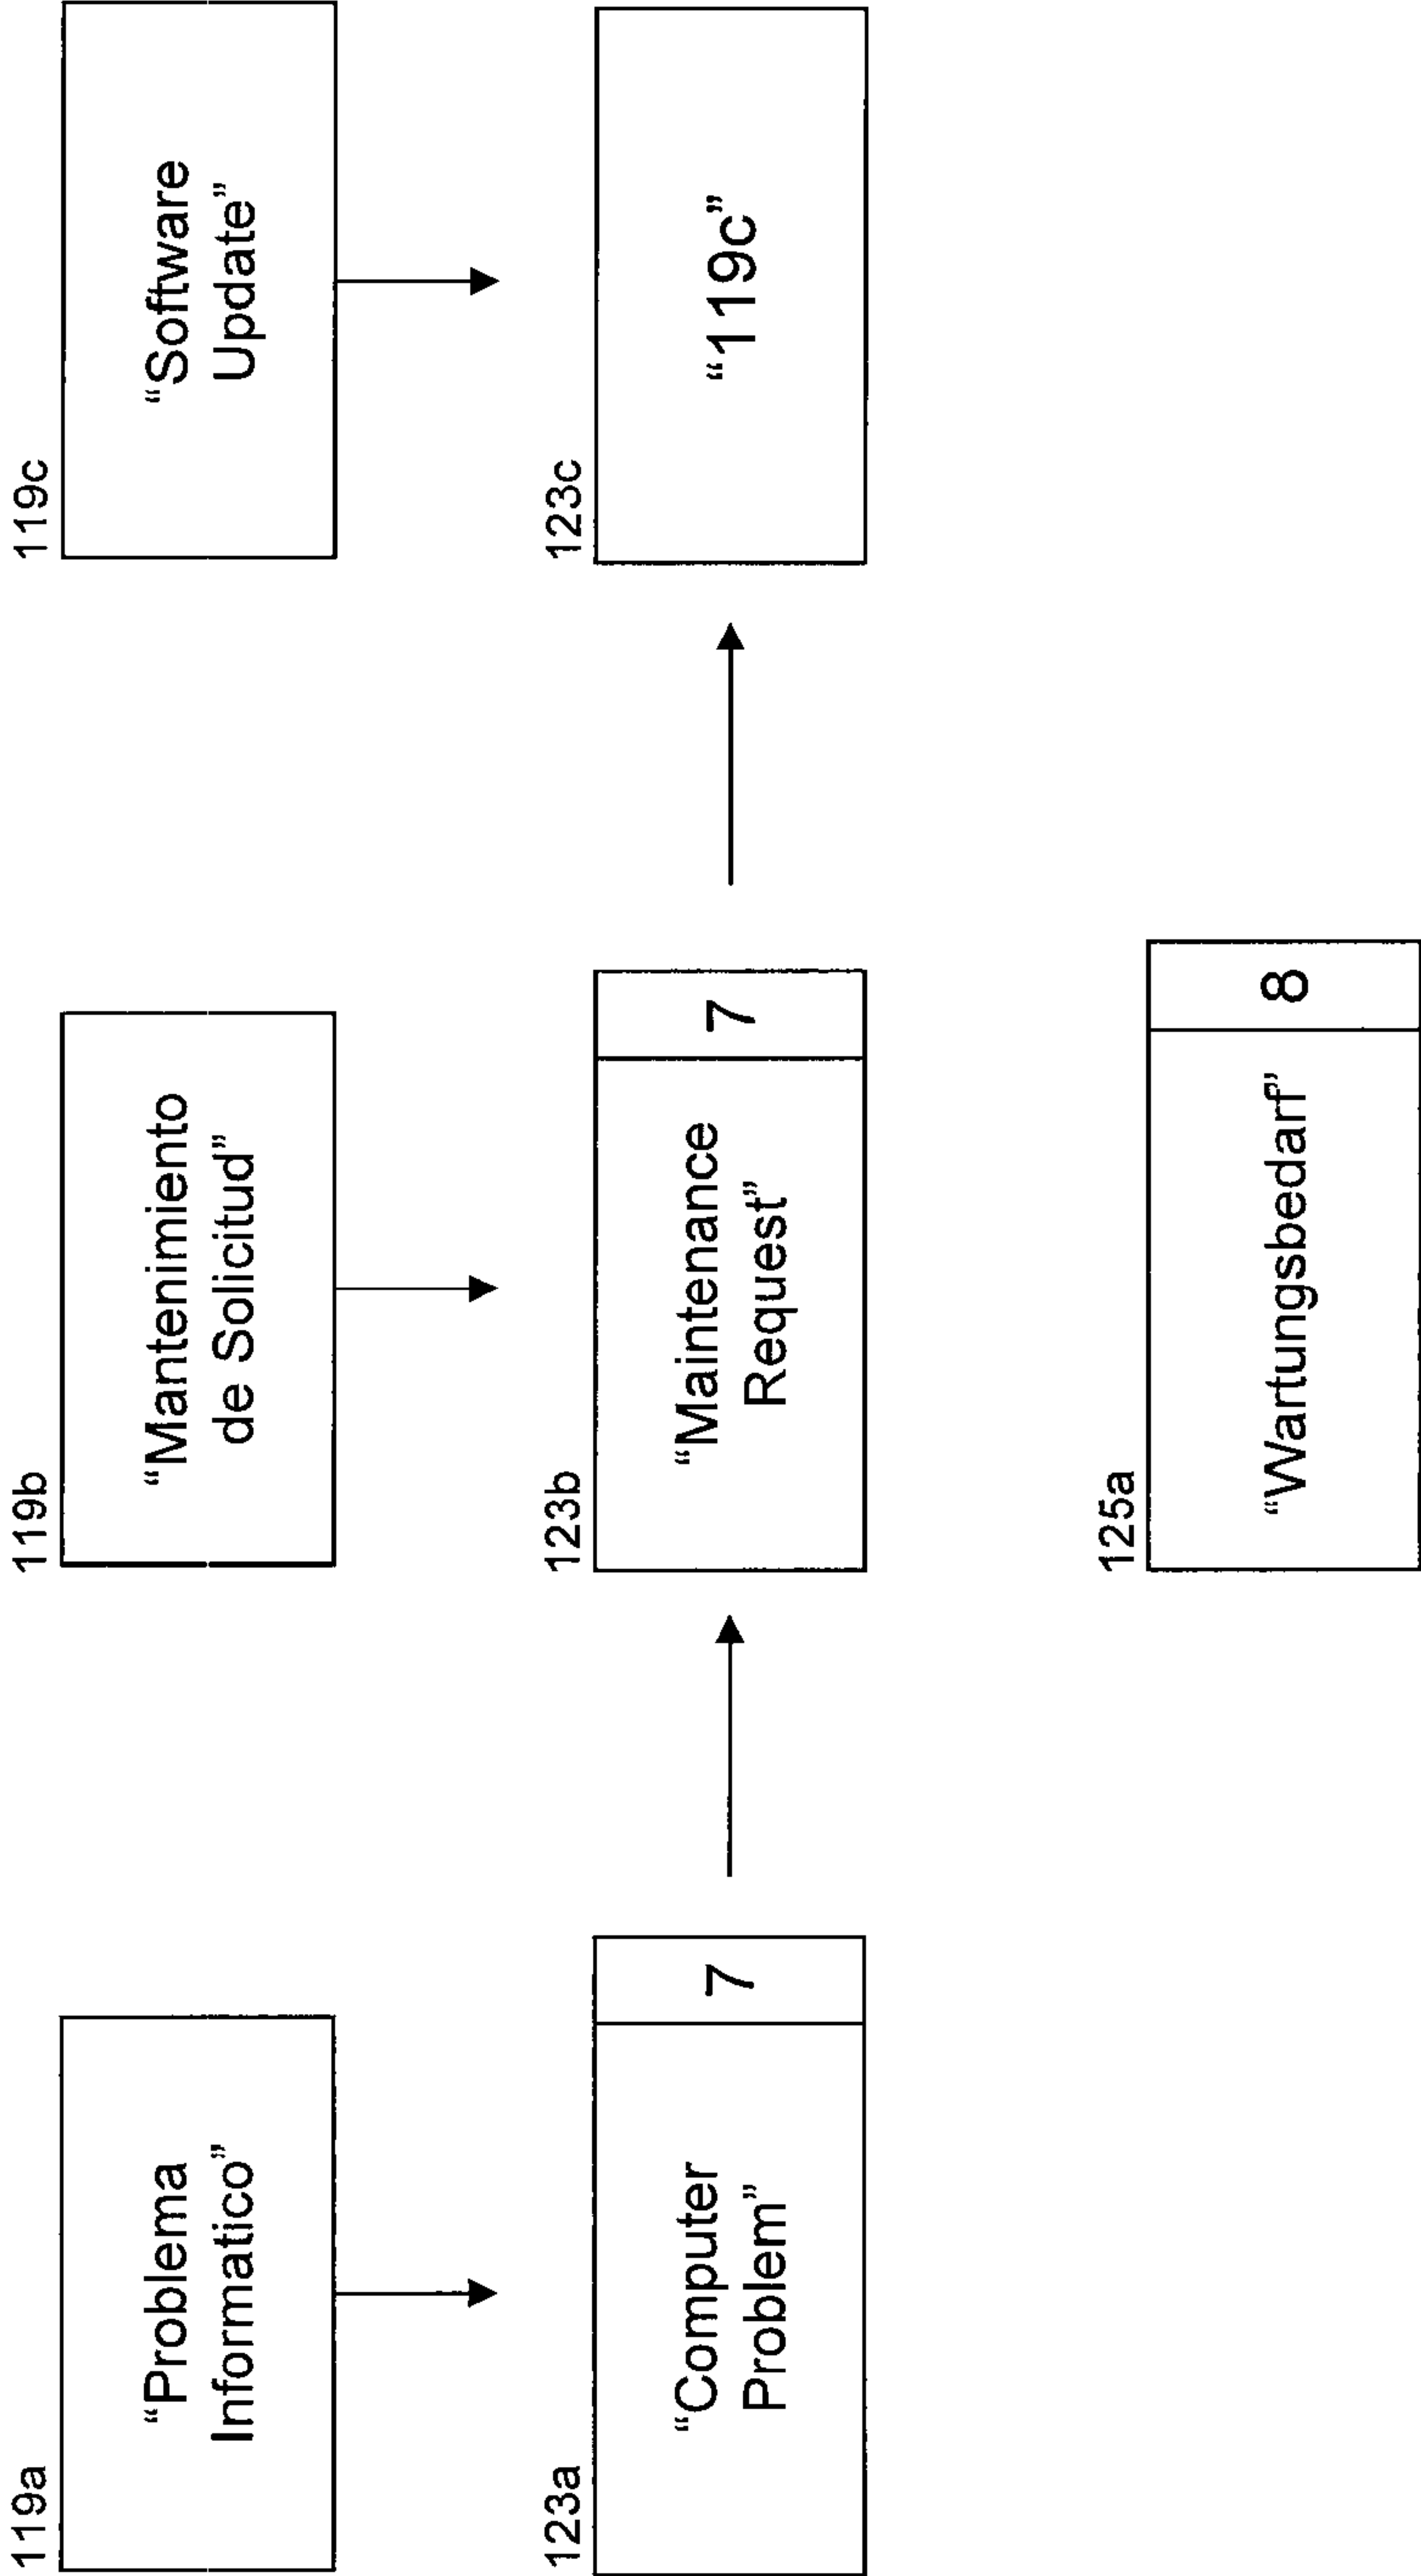 119a
“Problema
Informatico”
119b
“Mantenimiento
de Solicitud”
119c
“Software
Update”
123a
“Computer
Problem”
7
123b
“Maintenance
Request”
7
123c
“119c”
125a
“Wartungsbedarf”
8